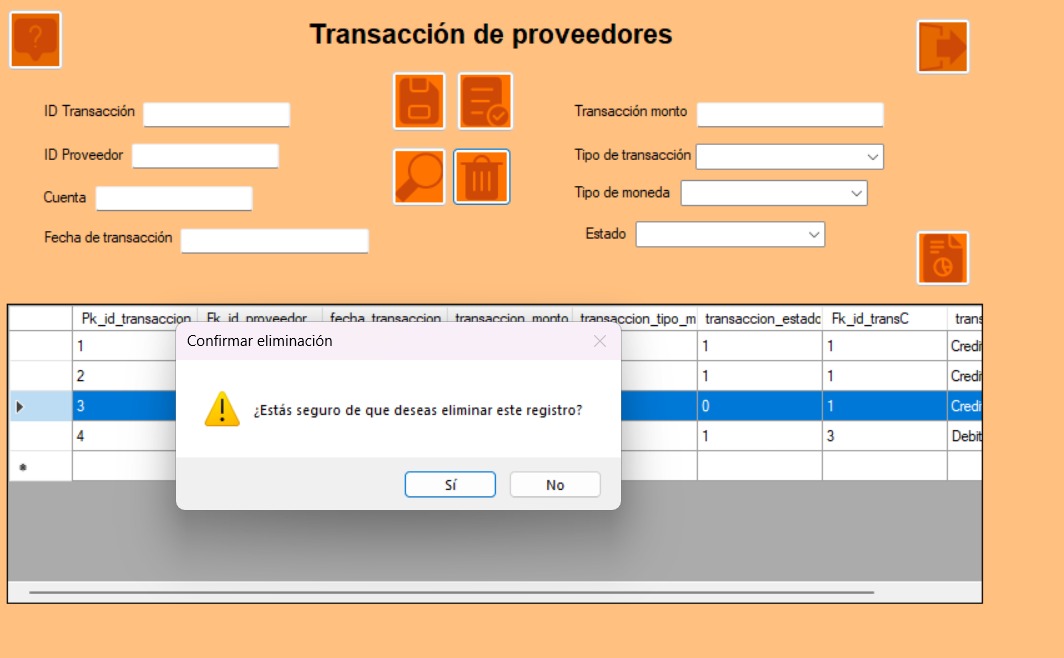 Transacción de proveedores
ID Transacción
Transacción monto
ID Proveedor
Tipo de transacción
Cuenta
Tipo de moneda
Fecha de transacción
Estado
Pk_id_transaccion Fk_id_proveedor fecha_transaccion transaccion_monto transaccion_tipo_m transaccion_estado Fk_id_transC trans
1 1 1 Credi
2 1 1 Credi
3 0 1 Credi
4 1 3 Debit
Confirmar eliminación
¿Estás seguro de que deseas eliminar este registro?
Sí No